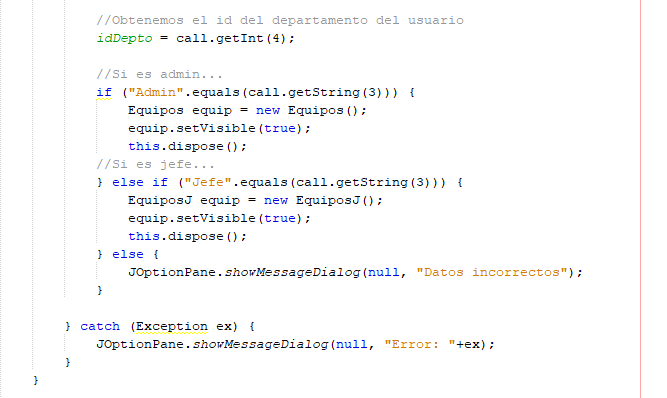 //Obtenemos el id del departamento del usuario
idDepto = call.getInt(4);
//Si es admin...
if ("Admin".equals(call.getString(3))) {
Equipos equip = new Equipos();
equip.setVisible(true);
this.dispose();
//Si es jefe...
} else if ("Jefe".equals(call.getString(3))) {
EquiposJ equip = new EquiposJ();
equip.setVisible(true);
this.dispose();
} else {
JOptionPane.showMessageDialog(null, "Datos incorrectos");
}
} catch (Exception ex) {
JOptionPane.showMessageDialog(null, "Error: "+ex);
}
}